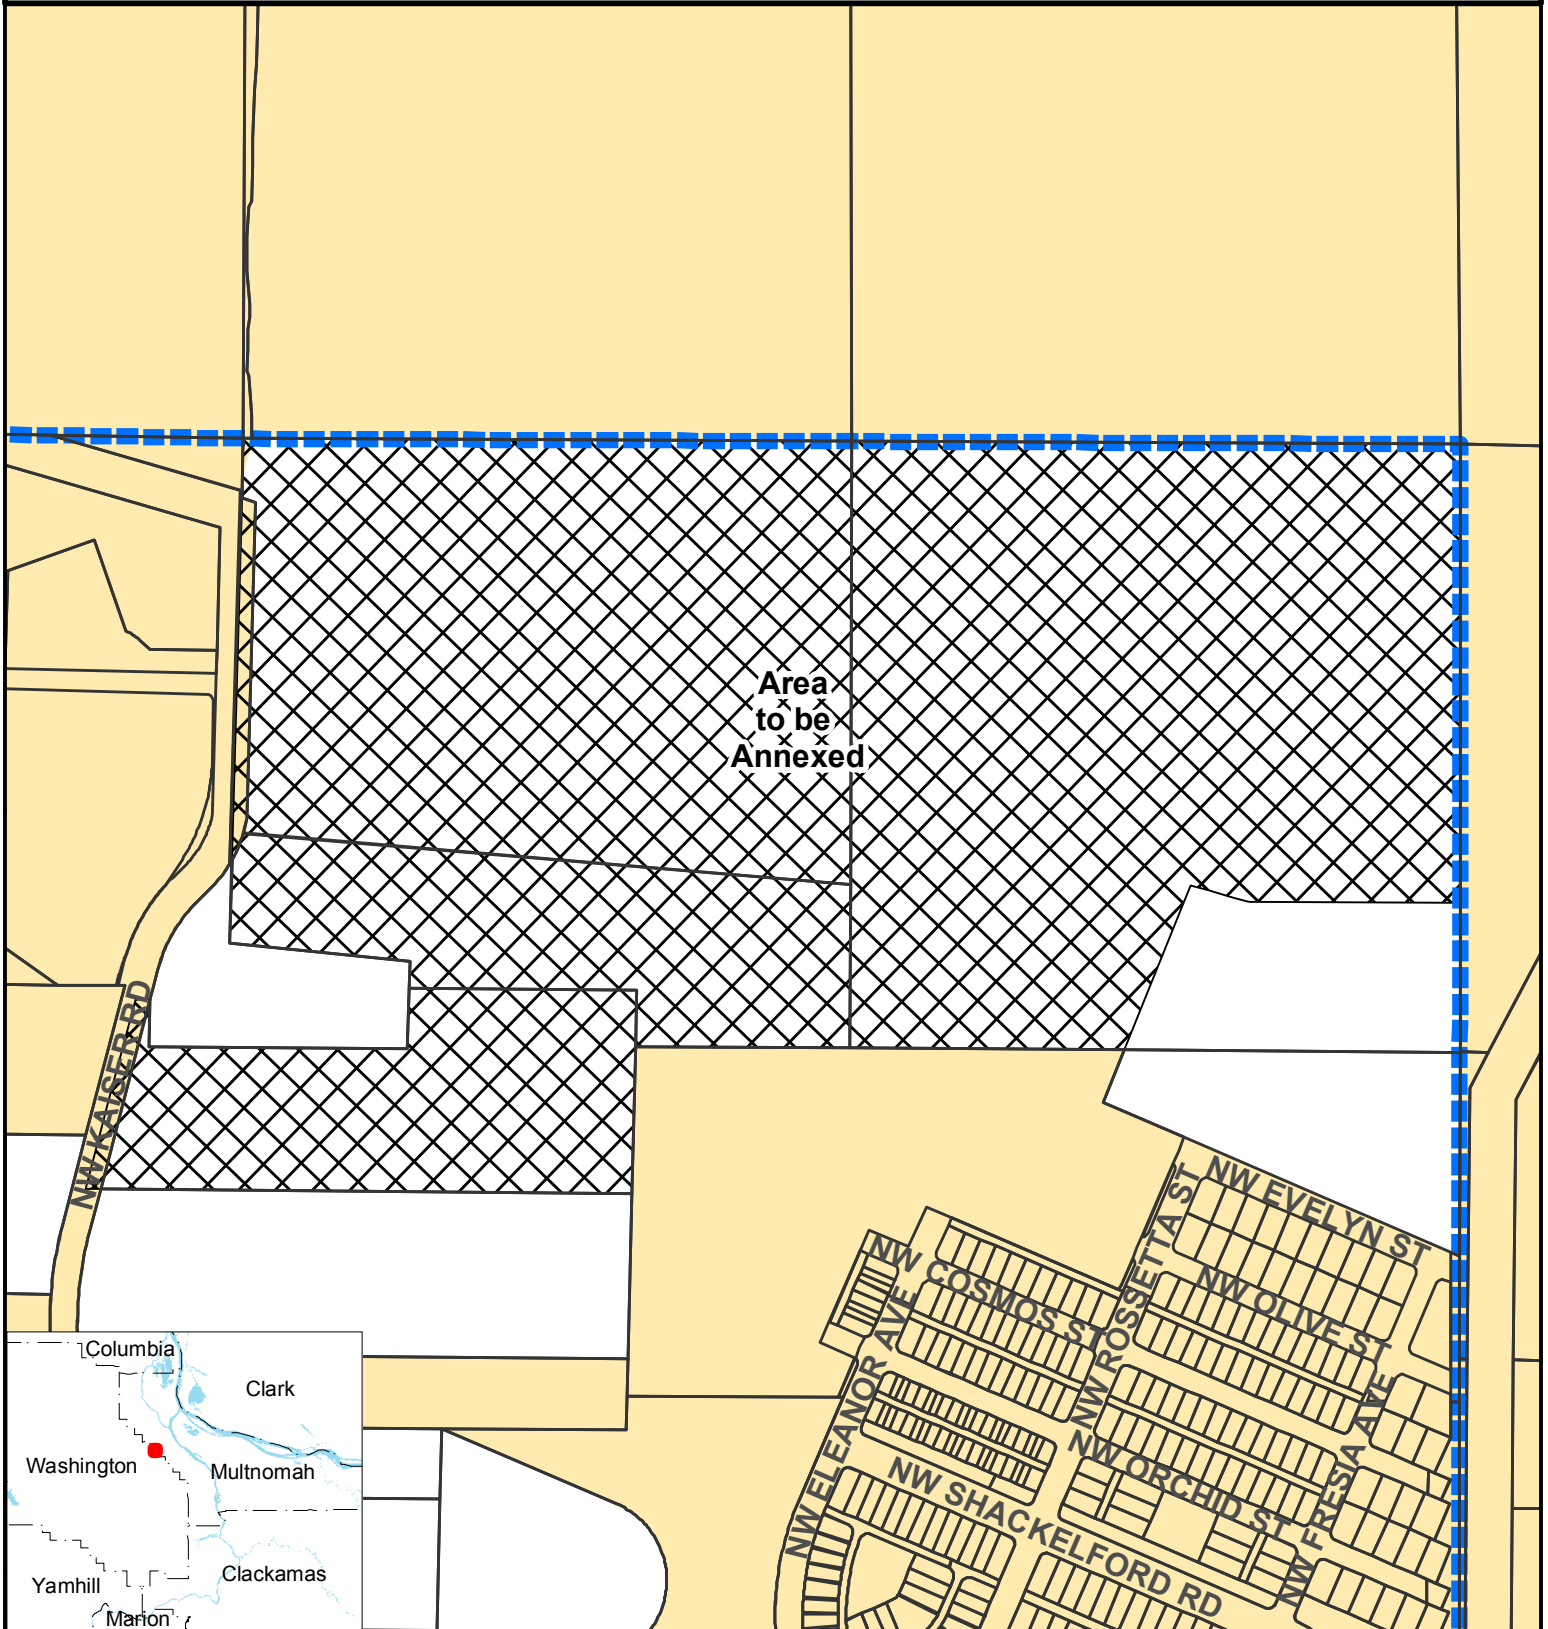 Area
to be
Annexed
NW KAISER RD
NW EVELYN ST
NW ROSSETTA ST
NW COSMOS ST
NW OLIVE ST
NW ELEANOR AVE
NW FRESIA AVE
NW ORCHID ST
NW SHACKELFORD RD
Columbia
Clark
Washington
Multnomah
Yamhill
Clackamas
Marion